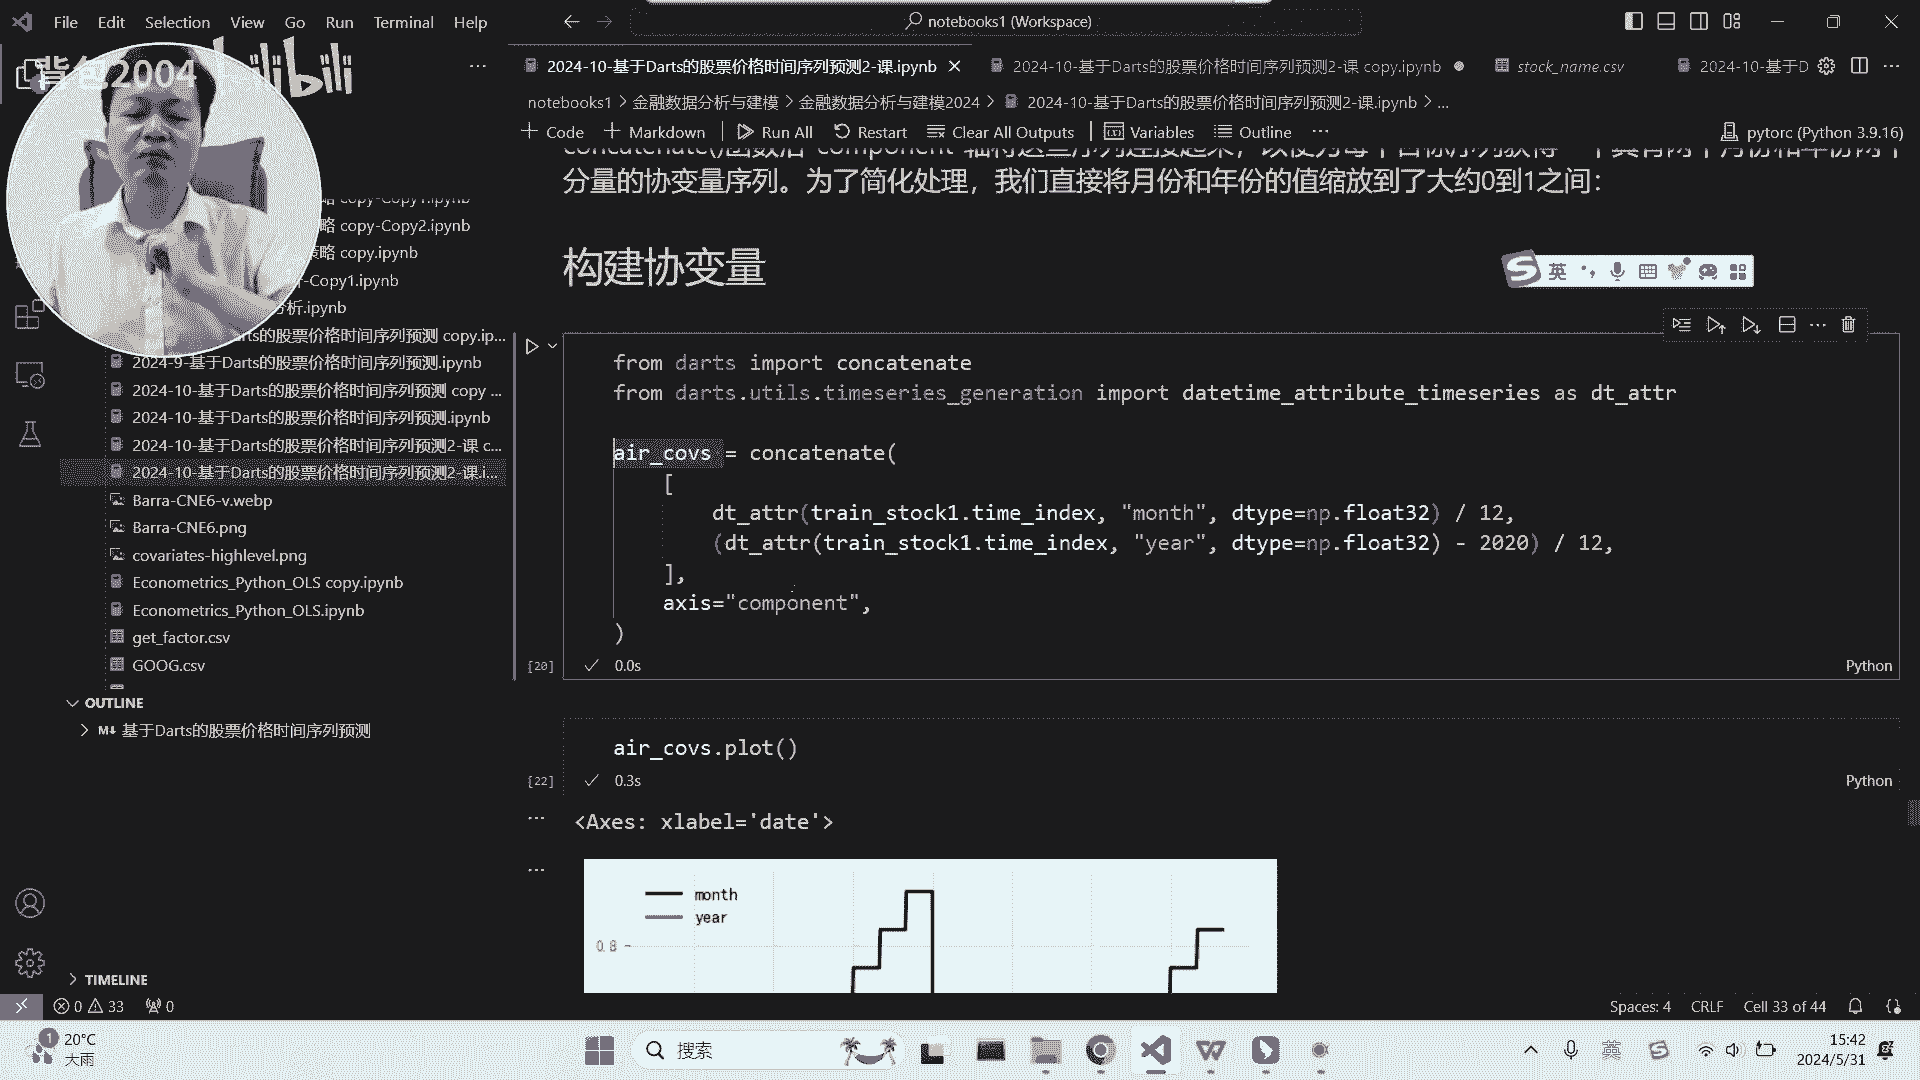 File Edit Selection View Go Run Terminal Help
notebooks1 (Workspace)
背包2004 bilibili
2024-10-基于Darts的股票价格时间序列预测2-课.ipynb
2024-10-基于Darts的股票价格时间序列预测2-课 copy.ipynb
stock_name.csv
2024-10-基于D
notebooks1 > 金融数据分析与建模 > 金融数据分析与建模2024 > 2024-10-基于Darts的股票价格时间序列预测2-课.ipynb > ...
+ Code + Markdown Run All Restart Clear All Outputs Variables Outline ... pytorc (Python 3.9.16)
分量的协变量序列。为了简化处理，我们直接将月份和年份的值缩放到了大约0到1之间：
构建协变量
英
略 copy-Copy1.ipynb
略 copy-Copy2.ipynb
策略 copy.ipynb
-Copy1.ipynb
分析.ipynb
rts的股票价格时间序列预测 copy.ip...
2024-9-基于Darts的股票价格时间序列预测.ipynb
2024-10-基于Darts的股票价格时间序列预测 copy ...
2024-10-基于Darts的股票价格时间序列预测.ipynb
2024-10-基于Darts的股票价格时间序列预测2-课 c...
2024-10-基于Darts的股票价格时间序列预测2-课.i...
Barra-CNE6-v.webp
Barra-CNE6.png
covariates-highlevel.png
Econometrics_Python_OLS copy.ipynb
Econometrics_Python_OLS.ipynb
get_factor.csv
GOOG.csv
OUTLINE
M↓ 基于Darts的股票价格时间序列预测
TIMELINE
from darts import concatenate
from darts.utils.timeseries_generation import datetime_attribute_timeseries as dt_attr
air_covs = concatenate(
[
dt_attr(train_stock1.time_index, "month", dtype=np.float32) / 12,
(dt_attr(train_stock1.time_index, "year", dtype=np.float32) - 2020) / 12,
],
axis="component",
)
[20] 0.0s Python
air_covs.plot()
[22] 0.3s Python
<Axes: xlabel='date'>
month
year
0.8
0 33 0 Spaces: 4 CRLF Cell 33 of 44
1 20°C
大雨
搜索
英
15:42
2024/5/31